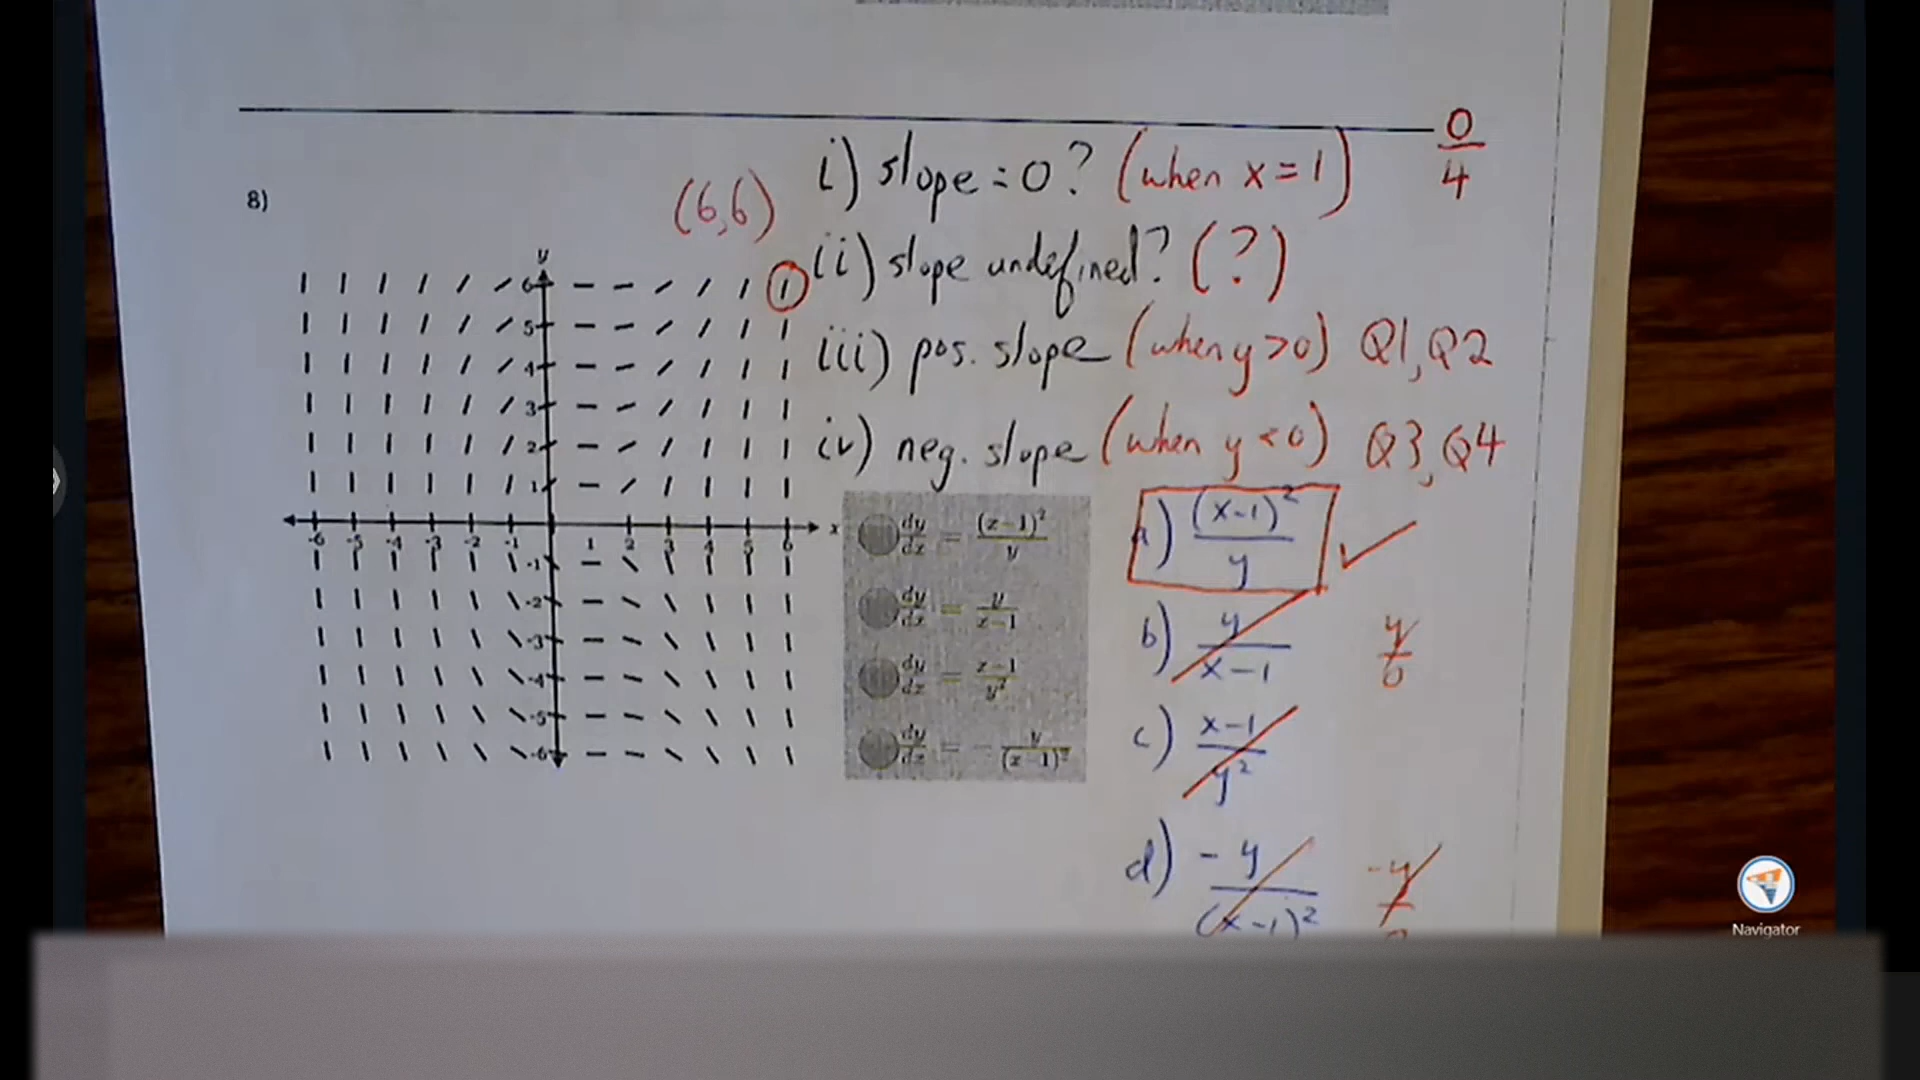 0
4
i) slope = 0? (when x = 1)
8)
(6,6)
ii) slope undefined? (?)
y
6
5
4
3
2
1
iii) pos. slope (when y > 0) Q1, Q2
iv) neg. slope (when y < 0) Q3, Q4
-6 -5 -4 -3 -2 -1 1 2 3 4 5 6 x
-1
-2
-3
-4
-5
-6
dy/dx = (x-1)²/y
dy/dx = y/x-1
dy/dx = x-1/y²
dy/dx = - y/(x-1)²
a) (x-1)²/y ✓
b) y/x-1 y/0
c) x-1/y²
d) -y/(x-1)² -y
Navigator